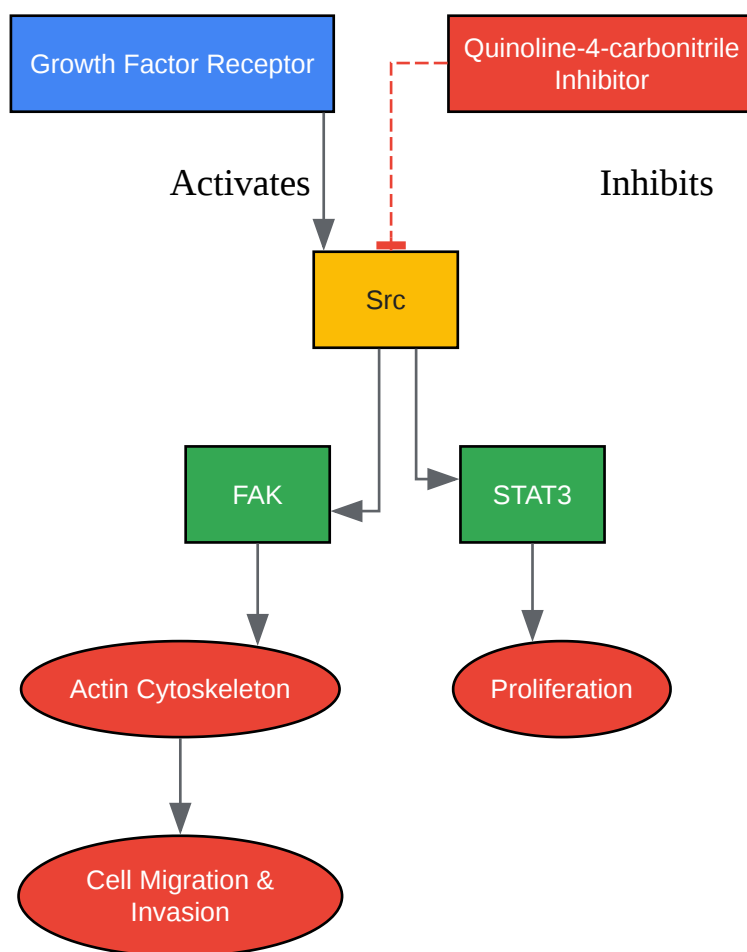 Growth Factor Receptor
Quinoline-4-carbonitrile
Inhibitor
Activates
Inhibits
Src
FAK
STAT3
Actin Cytoskeleton
Proliferation
Cell Migration &
Invasion